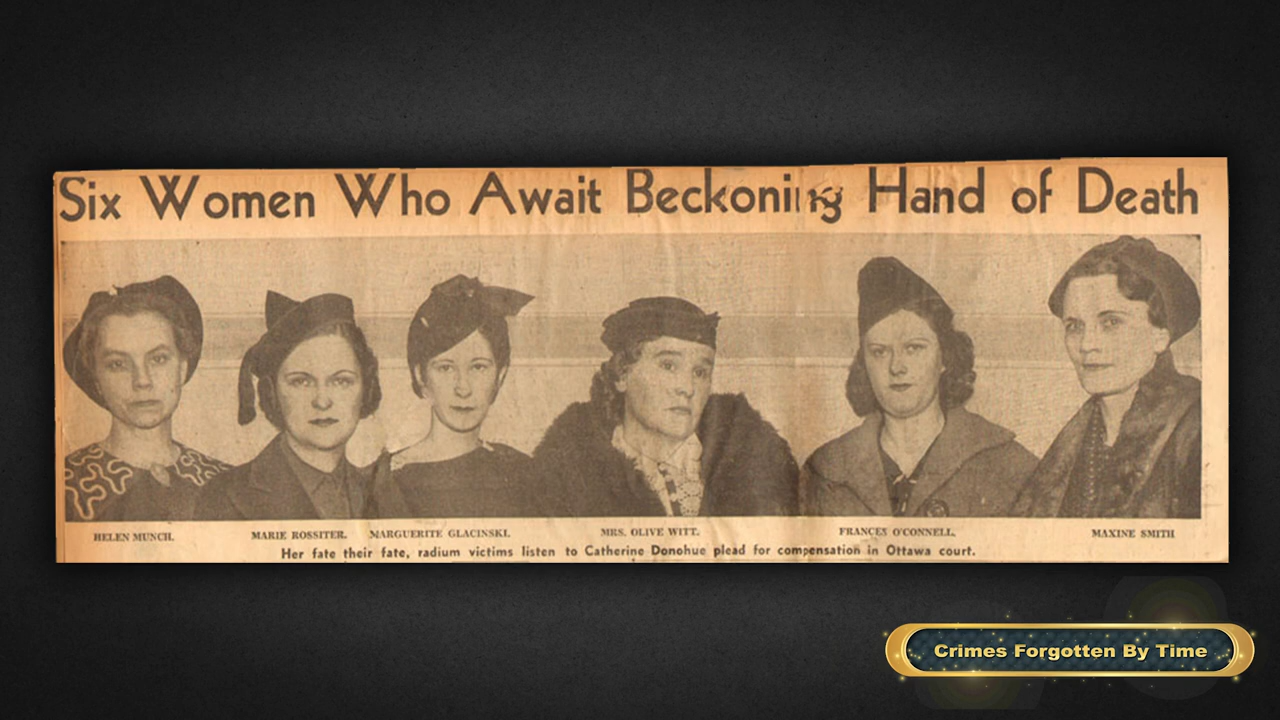 Six Women Who Await Beckoning Hand of Death
HELEN MUNCH. MARIE ROSSITER. MARGUERITE GLACINSKI. MRS. OLIVE WITT. FRANCES O'CONNELL. MAXINE SMITH
Her fate their fate, radium victims listen to Catherine Donohue plead for compensation in Ottawa court.
Crimes Forgotten By Time